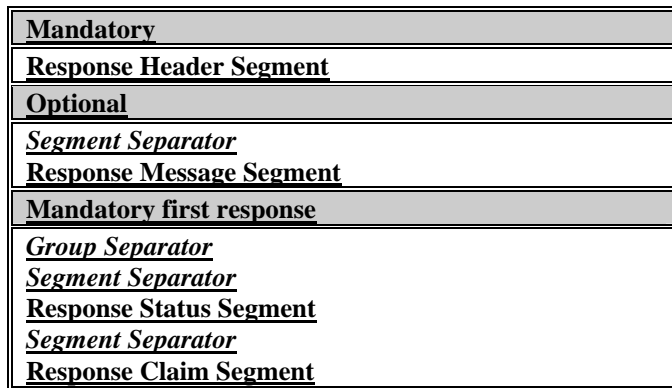 Mandatory
Response Header Segment
Optional
Segment Separator
Response Message Segment
Mandatory first response
Group Separator
Segment Separator
Response Status Segment
Segment Separator
Response Claim Segment